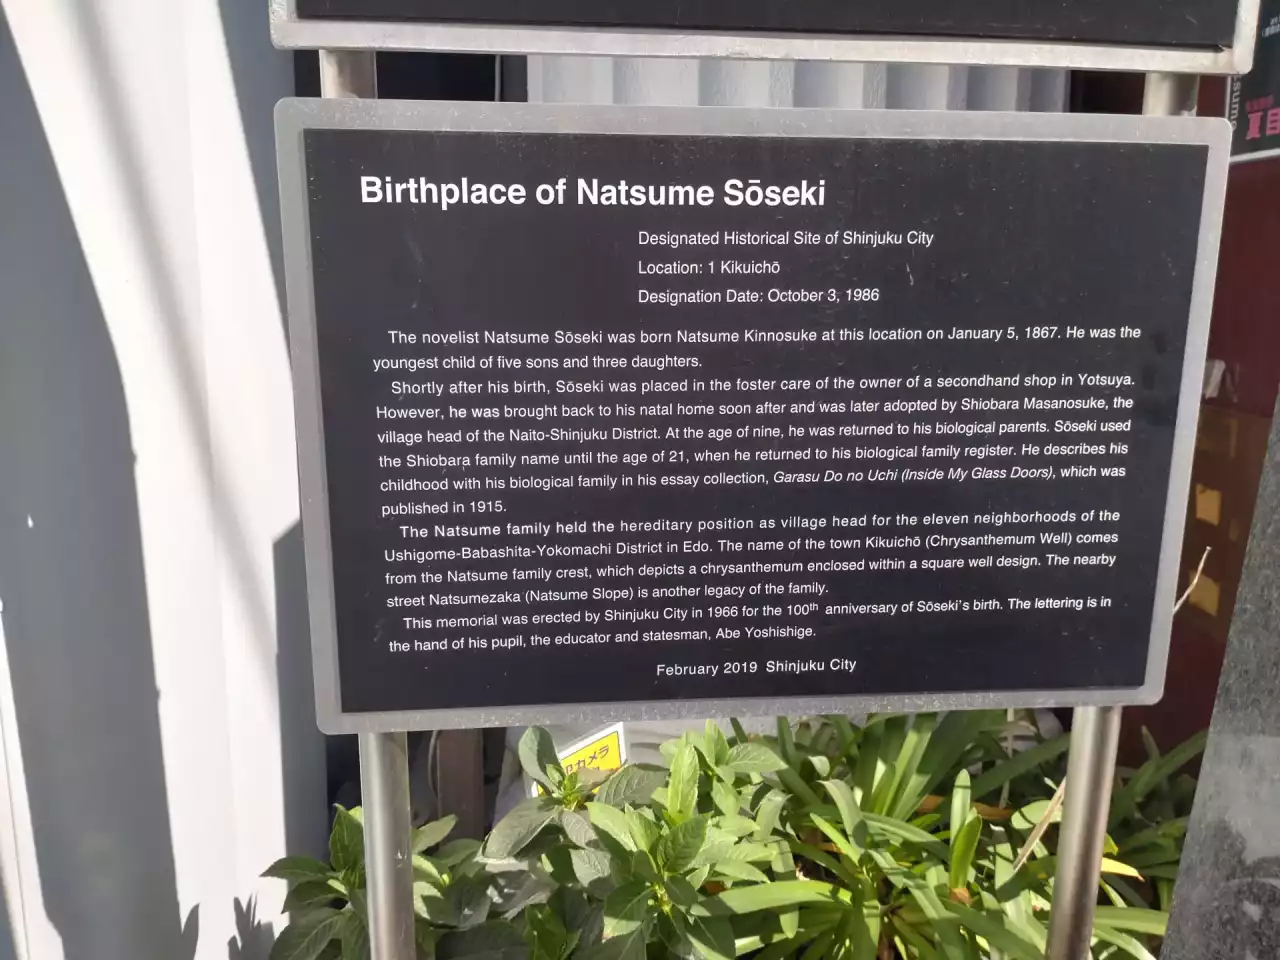 Birthplace of Natsume Sōseki
Designated Historical Site of Shinjuku City
Location: 1 Kikuichō
Designation Date: October 3, 1986
The novelist Natsume Sōseki was born Natsume Kinnosuke at this location on January 5, 1867. He was the
youngest child of five sons and three daughters.
Shortly after his birth, Sōseki was placed in the foster care of the owner of a secondhand shop in Yotsuya.
However, he was brought back to his natal home soon after and was later adopted by Shiobara Masanosuke, the
village head of the Naito-Shinjuku District. At the age of nine, he was returned to his biological parents. Sōseki used
the Shiobara family name until the age of 21, when he returned to his biological family register. He describes his
childhood with his biological family in his essay collection, Garasu Do no Uchi (Inside My Glass Doors), which was
published in 1915.
The Natsume family held the hereditary position as village head for the eleven neighborhoods of the
Ushigome-Babashita-Yokomachi District in Edo. The name of the town Kikuichō (Chrysanthemum Well) comes
from the Natsume family crest, which depicts a chrysanthemum enclosed within a square well design. The nearby
street Natsumezaka (Natsume Slope) is another legacy of the family.
This memorial was erected by Shinjuku City in 1966 for the 100th anniversary of Sōseki's birth. The lettering is in
the hand of his pupil, the educator and statesman, Abe Yoshishige.
February 2019 Shinjuku City
カメラ